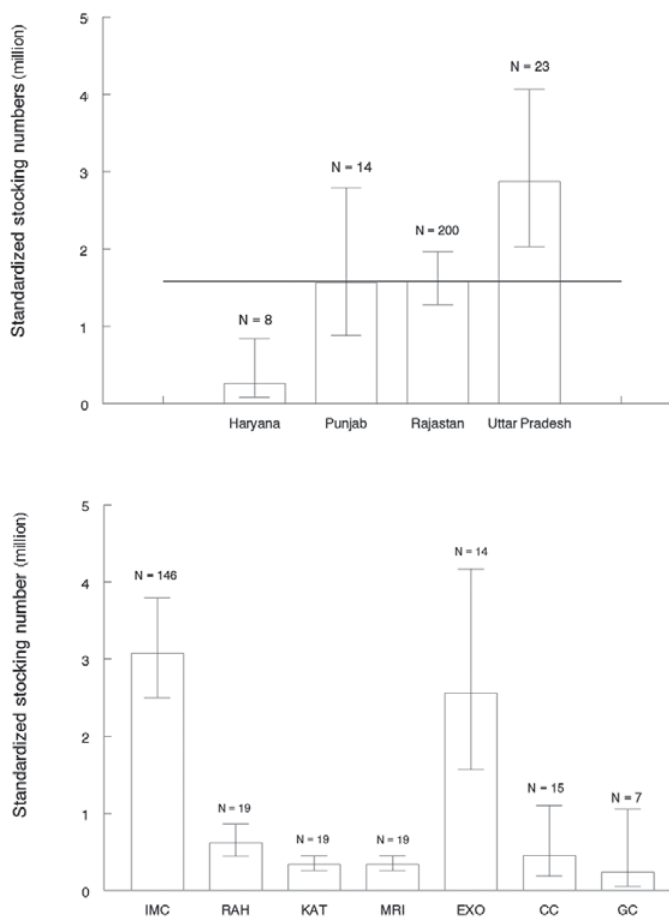 Standardized stocking numbers (million)
5
4
3
2
1
0
N = 8
N = 14
N = 200
N = 23
Haryana Punjab Rajastan Uttar Pradesh
Standardized stocking number (million)
5
4
3
2
1
0
N = 146
N = 19
N = 19
N = 19
N = 14
N = 15
N = 7
IMC RAH KAT MRI EXO CC GC